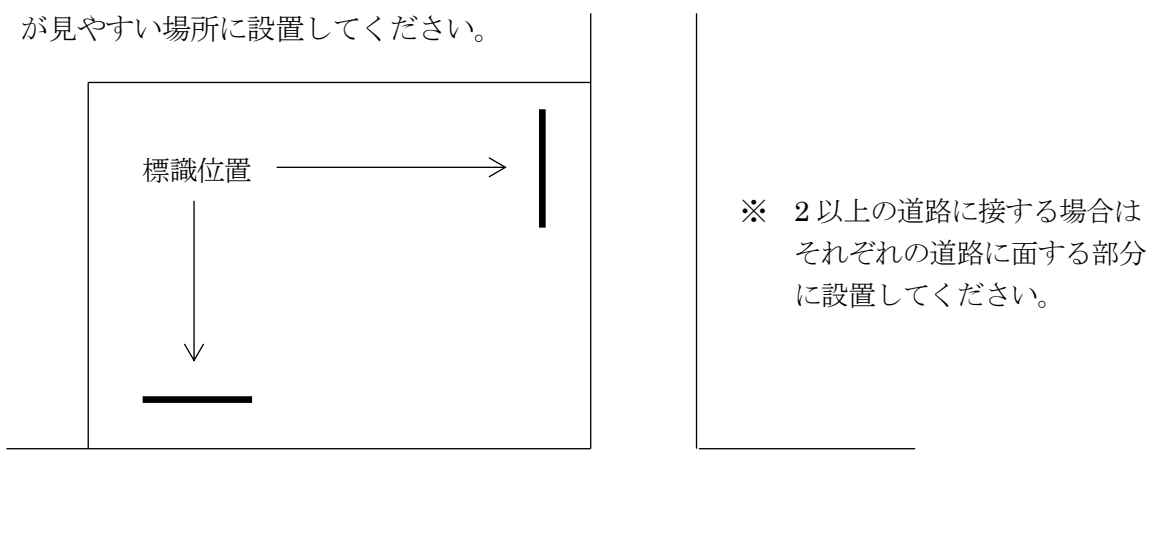 が見やすい場所に設置してください。
標識位置
※ 2以上の道路に接する場合は
それぞれの道路に面する部分
に設置してください。